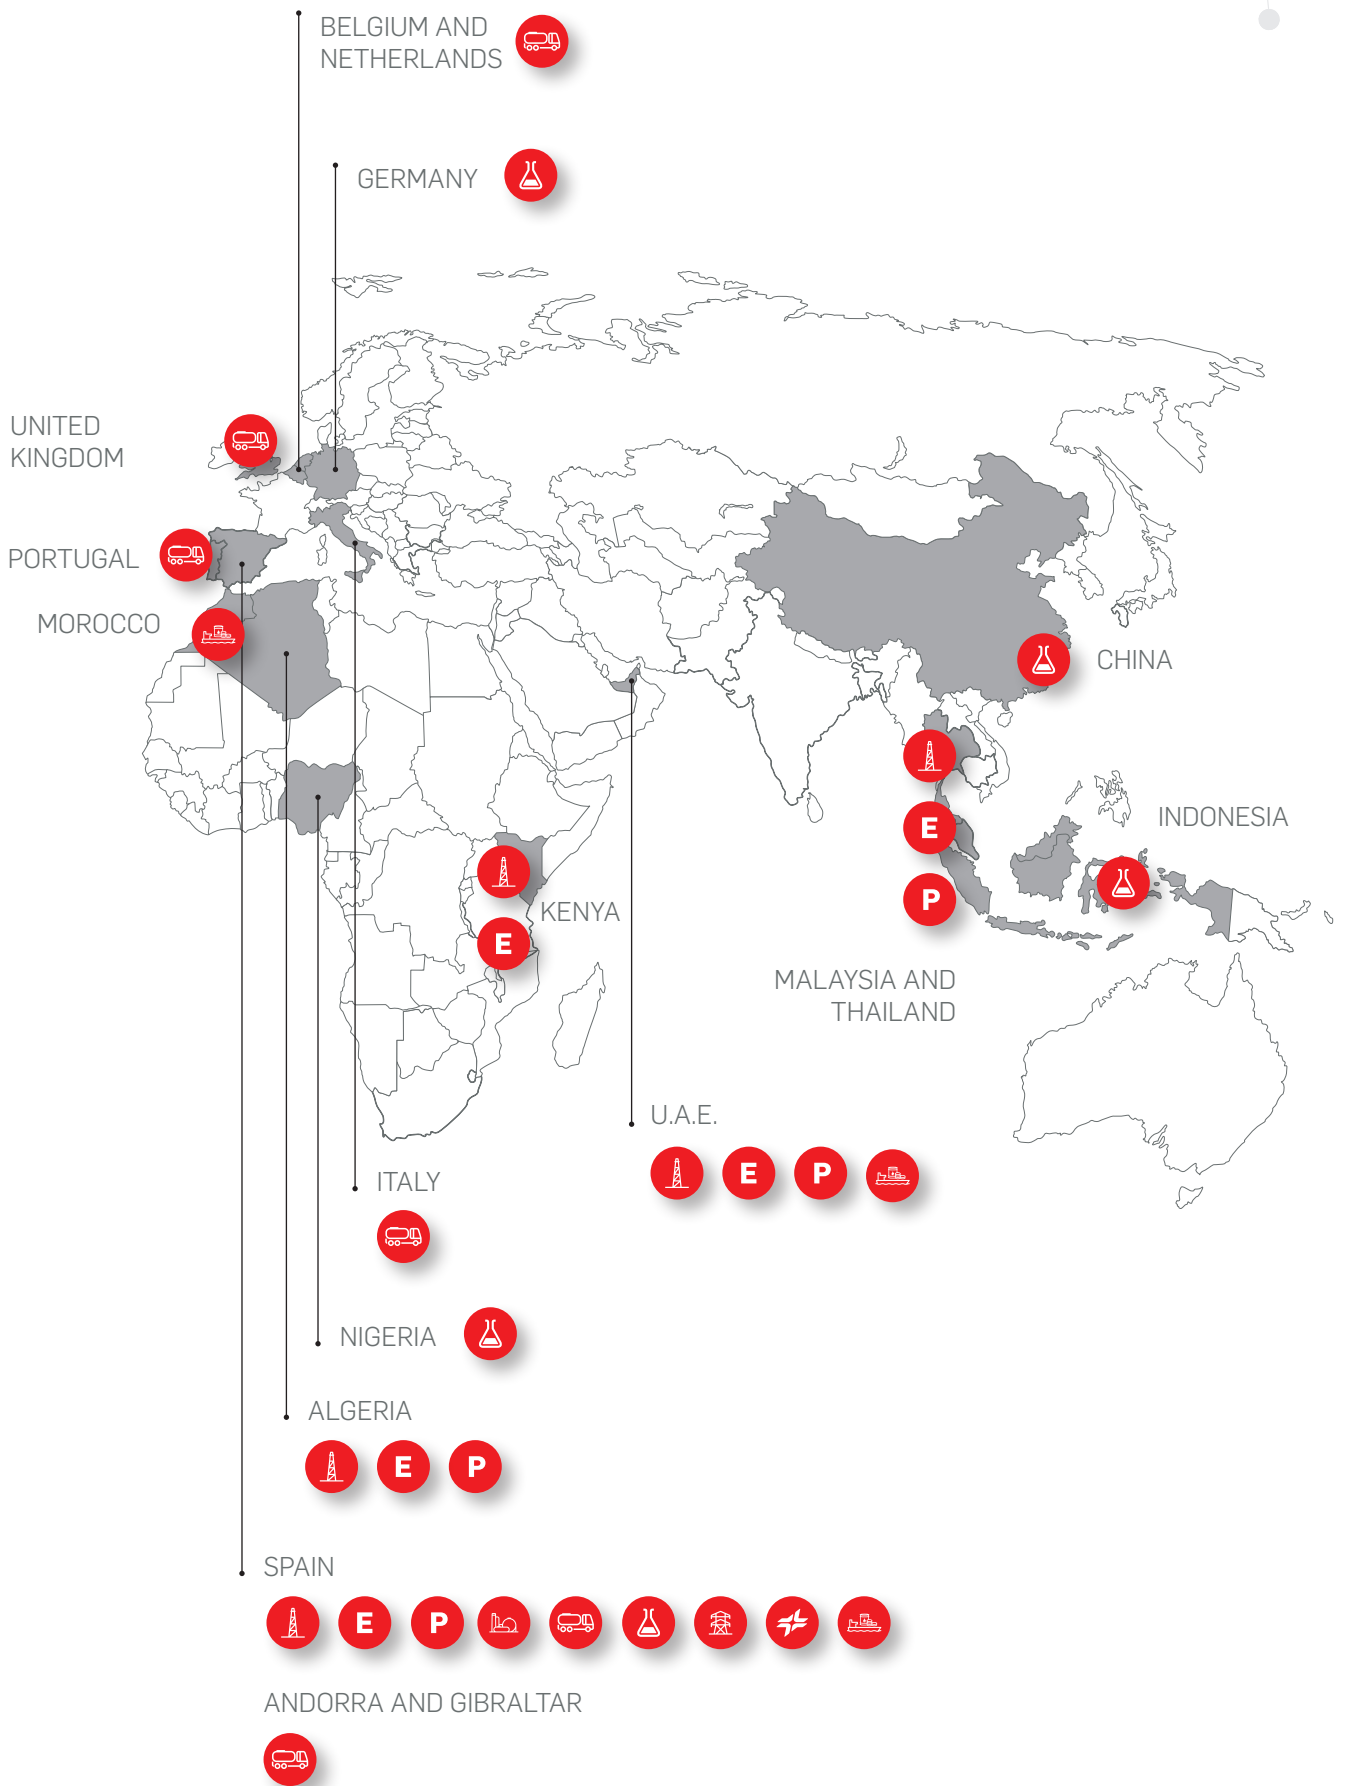 BELGIUM AND
NETHERLANDS
GERMANY
UNITED
KINGDOM
PORTUGAL
MOROCCO
CHINA
INDONESIA
E
P
KENYA
E
MALAYSIA AND
THAILAND
U.A.E.
E P
ITALY
NIGERIA
ALGERIA
E P
SPAIN
E P
ANDORRA AND GIBRALTAR